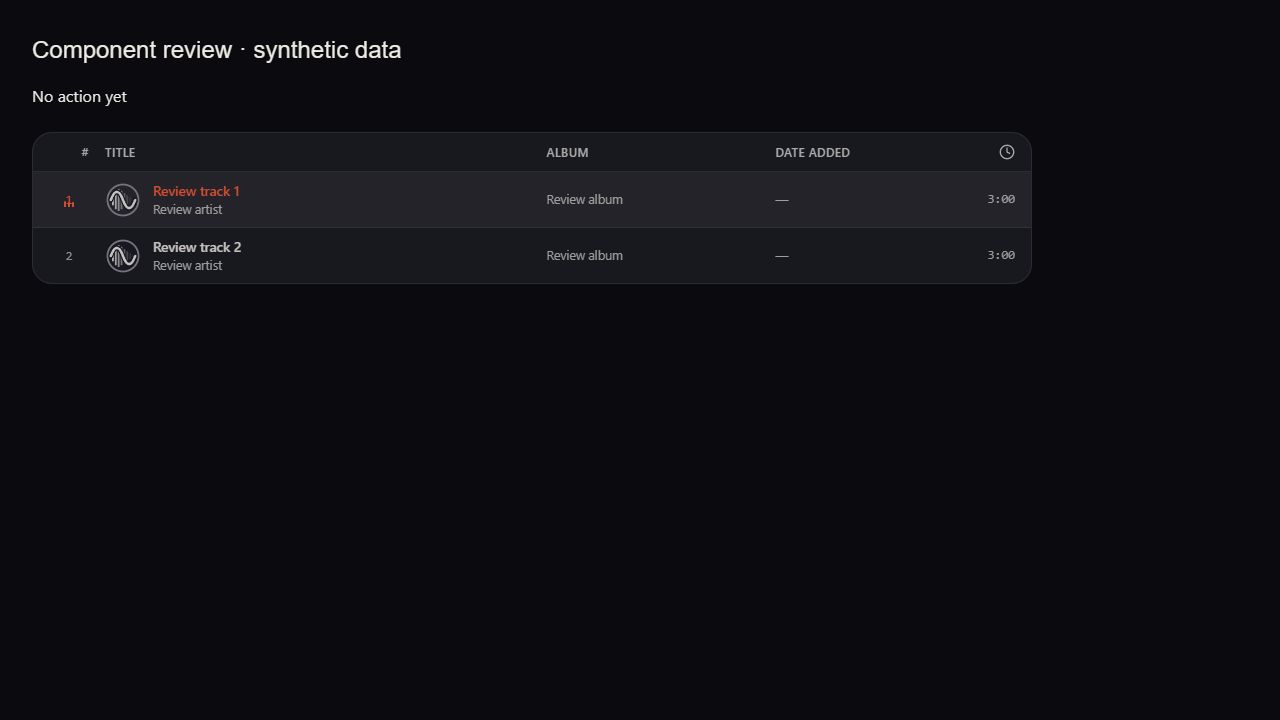 Component review · synthetic data
No action yet
# TITLE ALBUM DATE ADDED
1 Review track 1 Review album — 3:00
Review artist
2 Review track 2 Review album — 3:00
Review artist